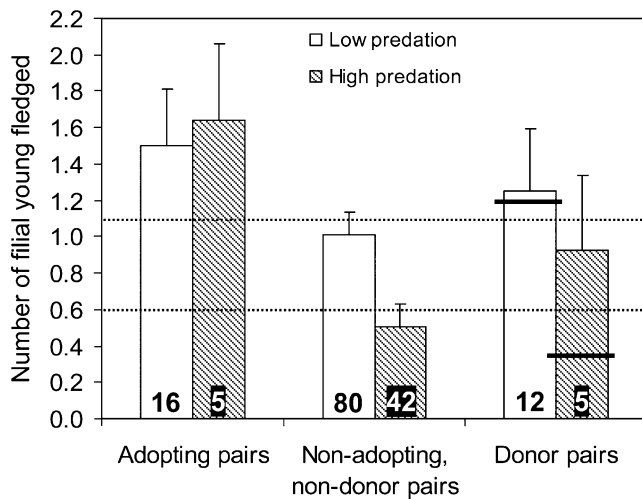 Number of filial young fledged
2.2
2.0
1.8
1.6
1.4
1.2
1.0
0.8
0.6
0.4
0.2
0.0
Low predation
High predation
16
5
80
42
12
5
Adopting pairs
Non-adopting,
non-donor pairs
Donor pairs